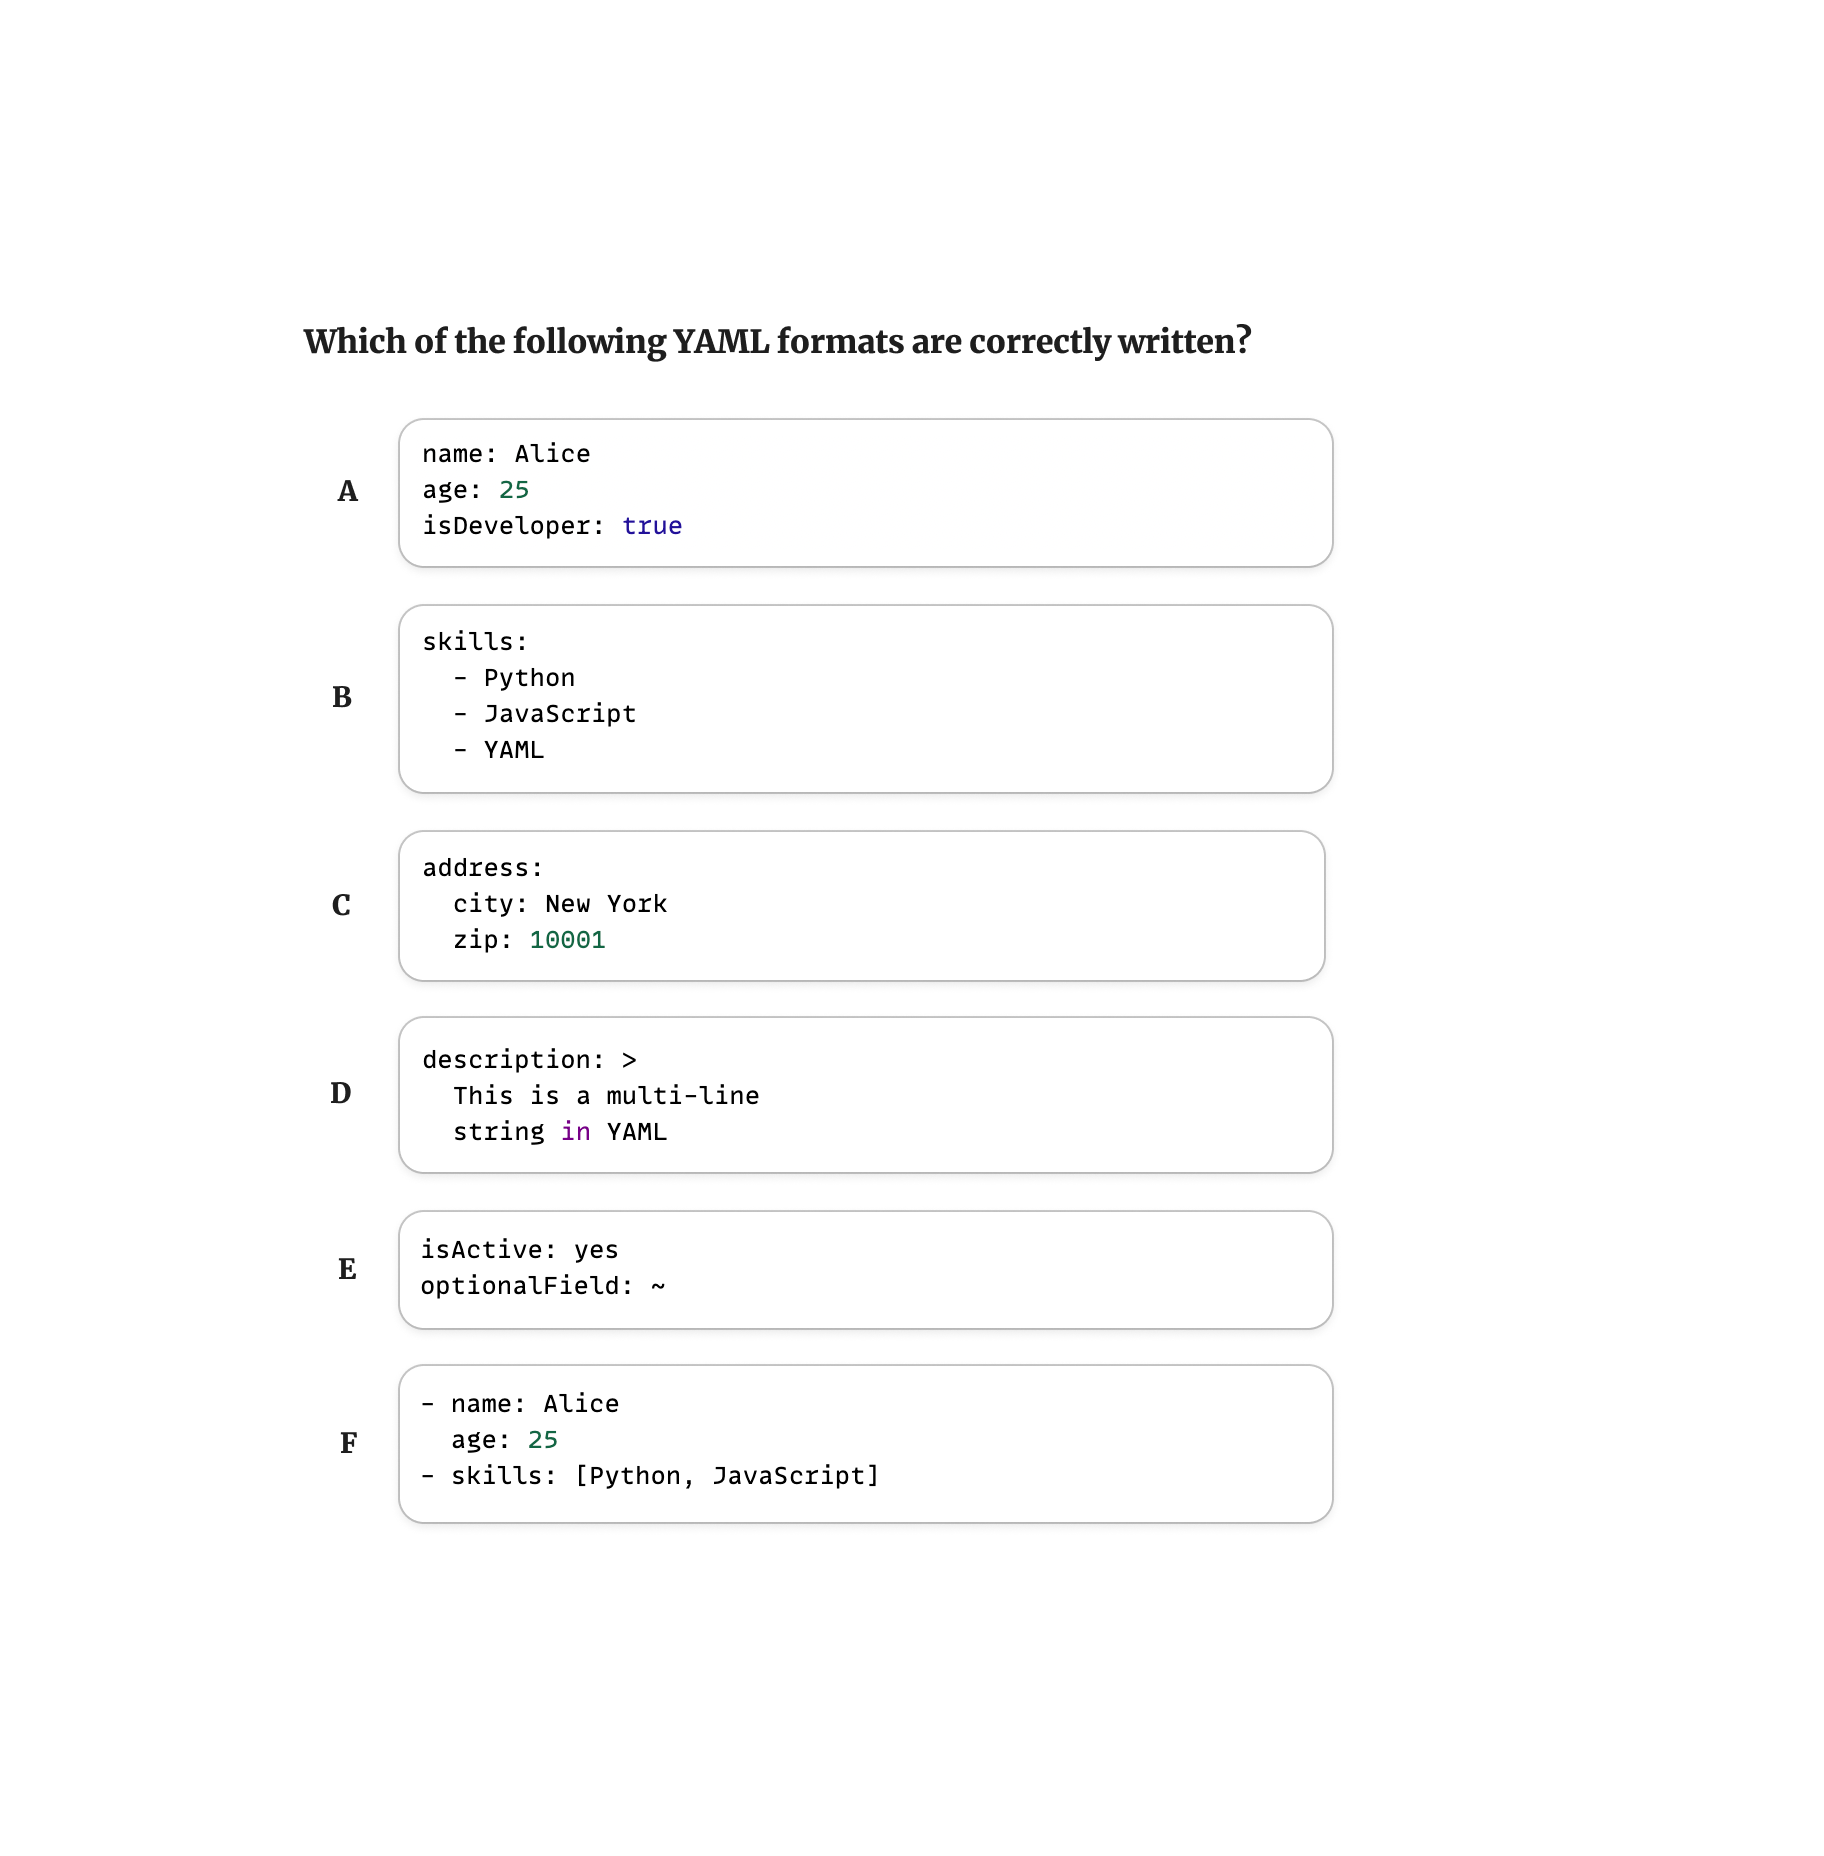 Which of the following YAML formats are correctly written?
A
name: Alice
age: 25
isDeveloper: true
B
skills:
  - Python
  - JavaScript
  - YAML
C
address:
  city: New York
  zip: 10001
D
description: >
  This is a multi-line
  string in YAML
E
isActive: yes
optionalField: ~
F
- name: Alice
  age: 25
- skills: [Python, JavaScript]